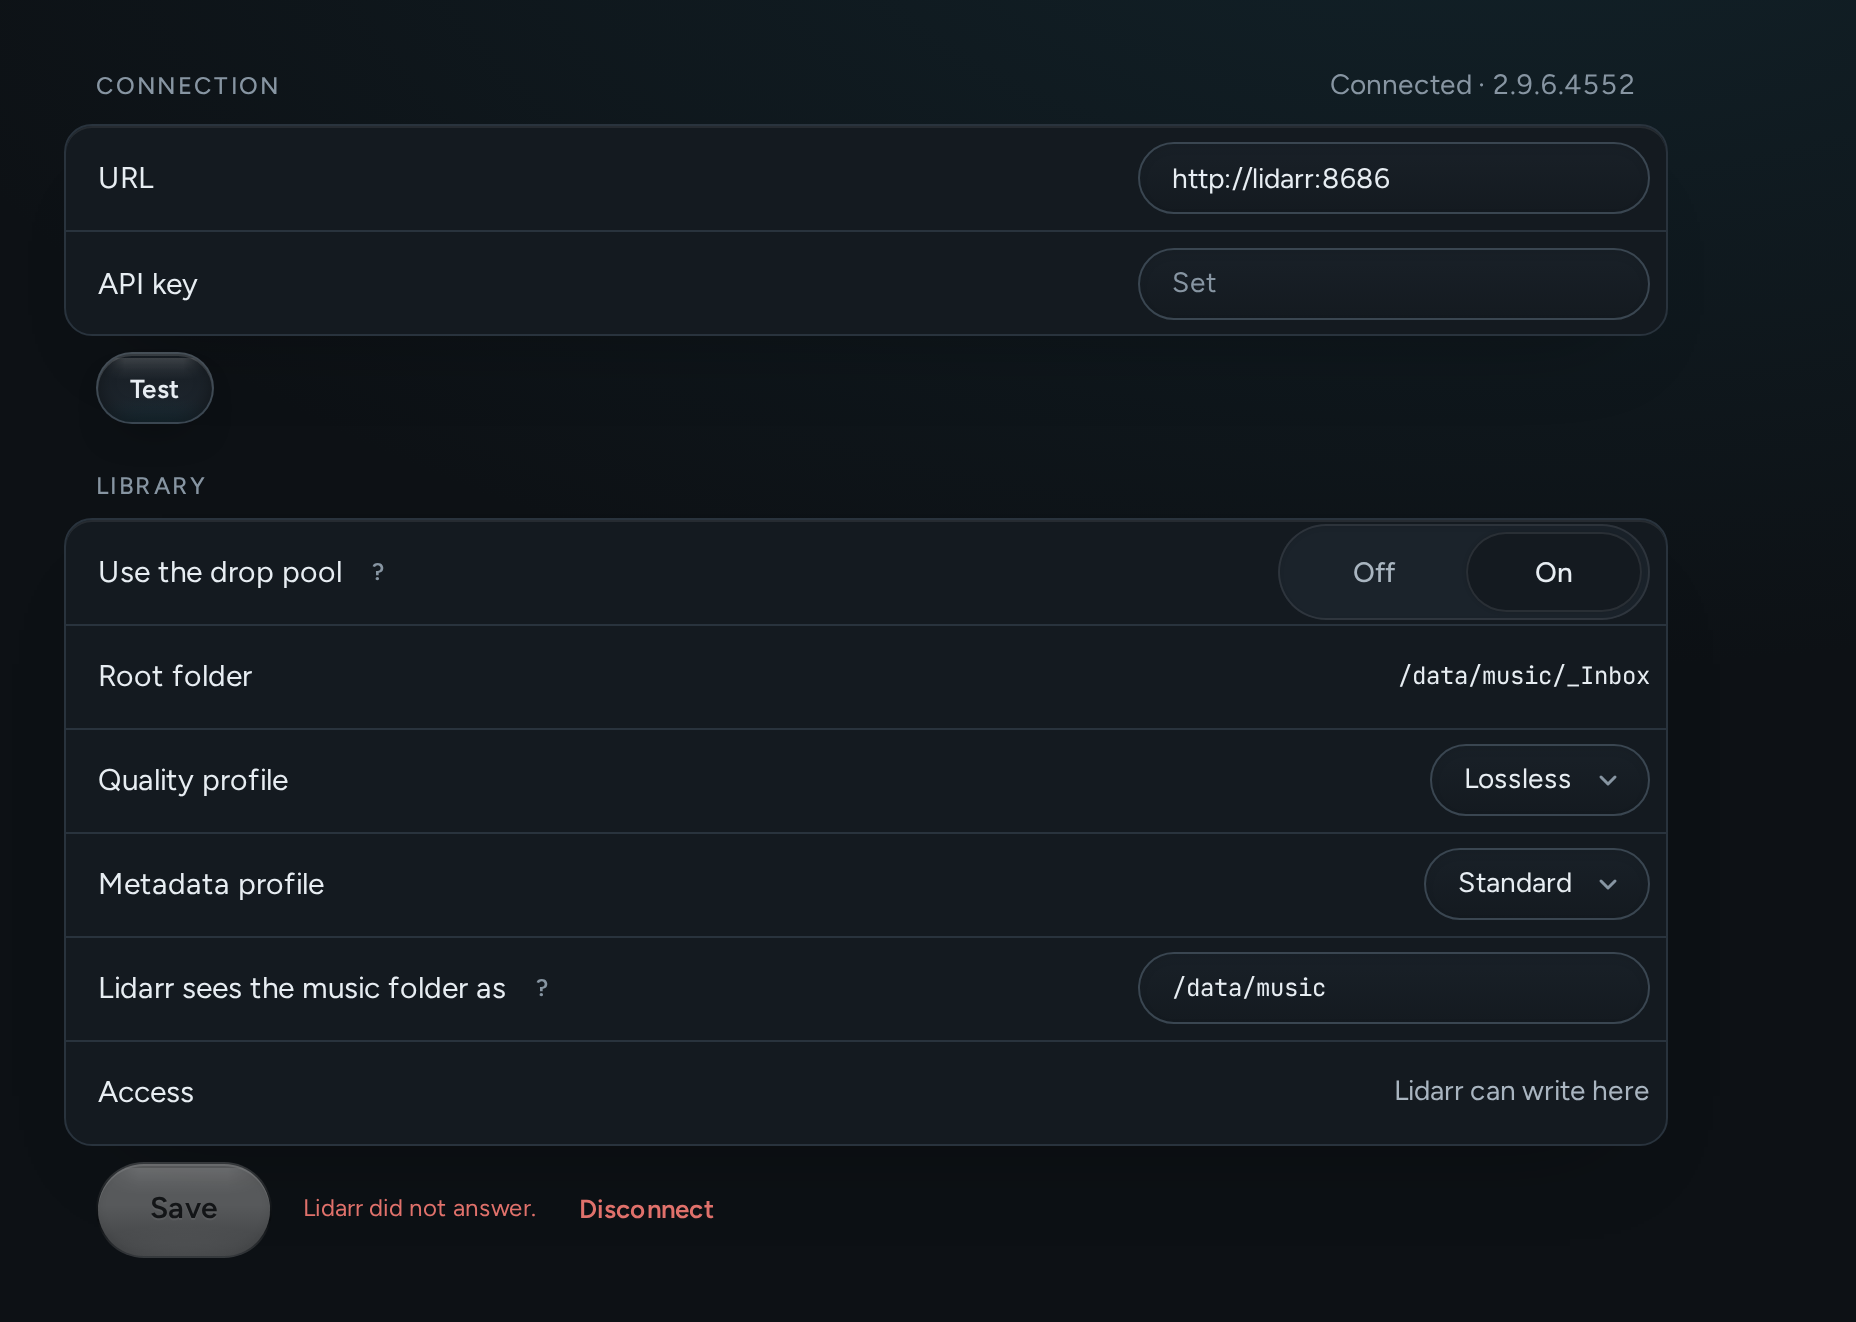 CONNECTION
Connected · 2.9.6.4552
URL
http://lidarr:8686
API key
Set
Test
LIBRARY
Use the drop pool ?
Off On
Root folder
/data/music/_Inbox
Quality profile
Lossless
Metadata profile
Standard
Lidarr sees the music folder as ?
/data/music
Access
Lidarr can write here
Save Lidarr did not answer. Disconnect